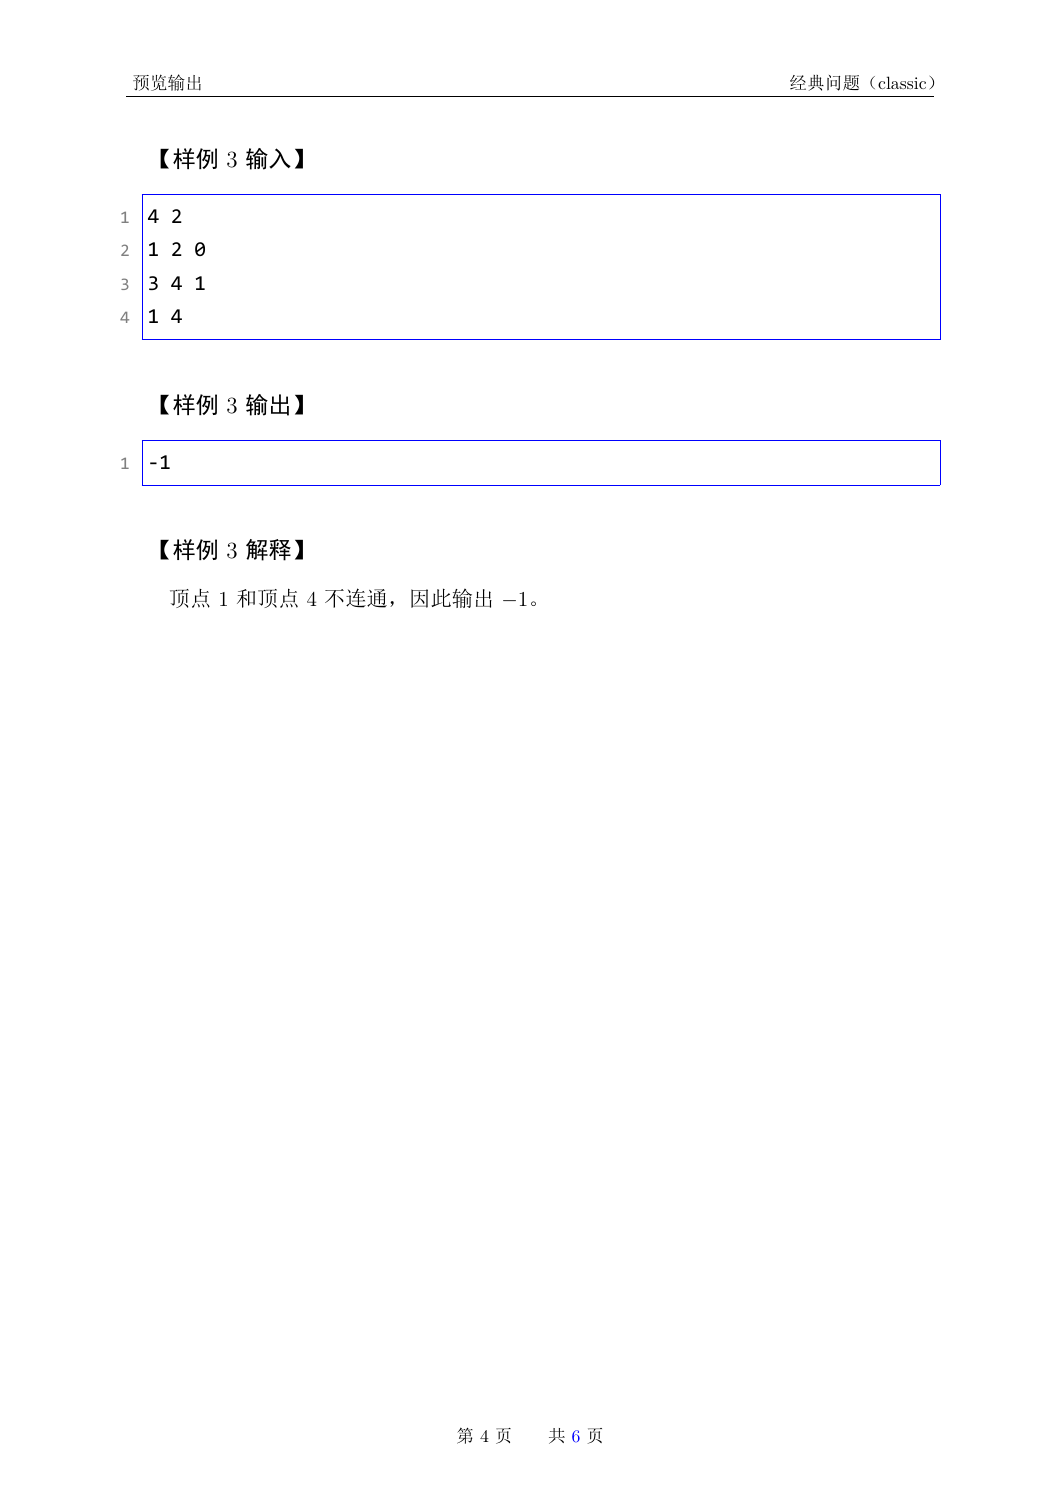 预览输出 经典问题（classic）
【样例 3 输入】
1 4 2
2 1 2 0
3 3 4 1
4 1 4
【样例 3 输出】
1 -1
【样例 3 解释】
顶点 1 和顶点 4 不连通，因此输出 −1。
第 4 页 共 6 页